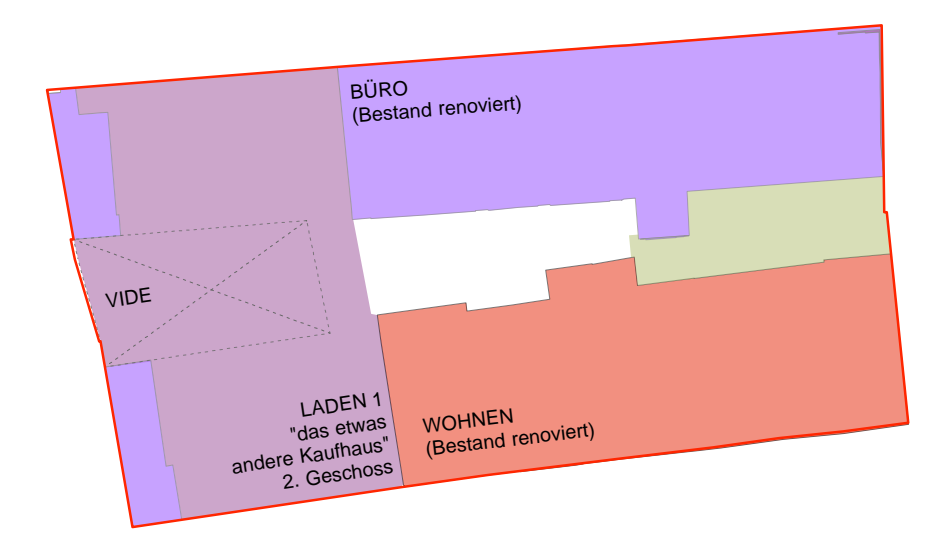 BÜRO
(Bestand renoviert)
VIDE
LADEN 1
"das etwas
andere Kaufhaus"
2. Geschoss
WOHNEN
(Bestand renoviert)